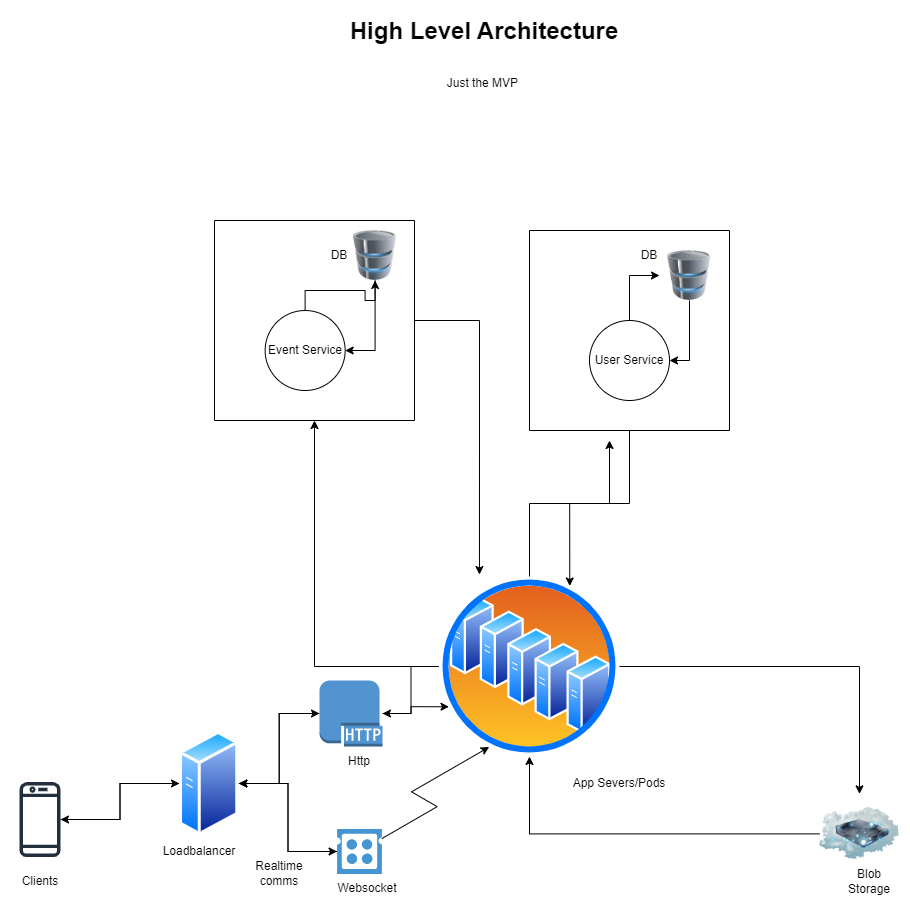 High Level Architecture
Just the MVP
DB
DB
Event Service
User Service
HTTP
Http
App Severs/Pods
Loadbalancer
Realtime
comms
Clients
Websocket
Blob
Storage